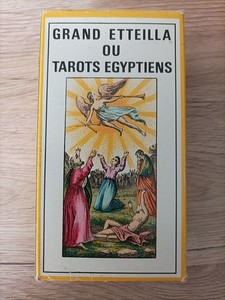 GRAND ETTEILLA
OU
TAROTS EGYPTIENS